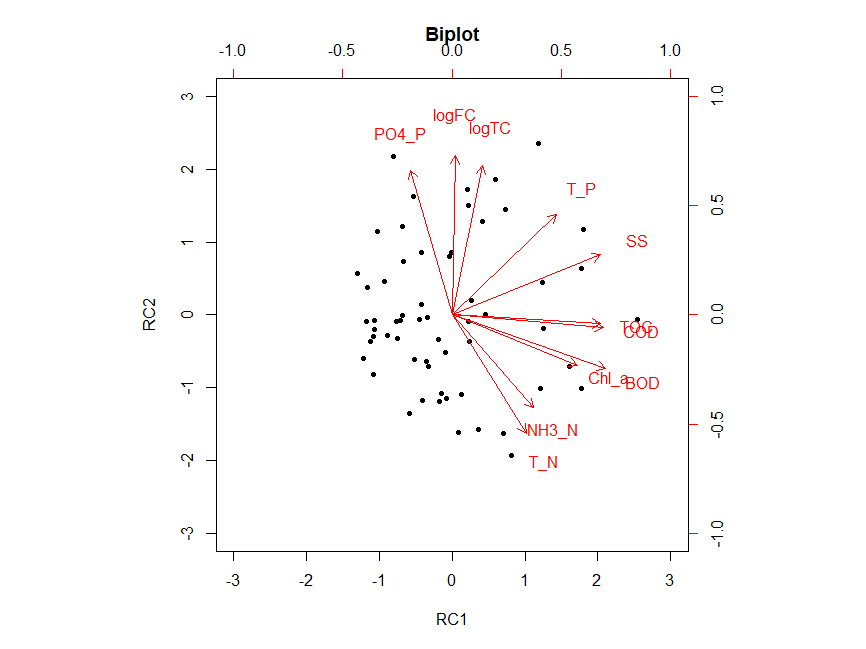 Biplot
-1.0 -0.5 0.0 0.5 1.0
3 1.0
logFC
logTC
PO4_P
2
T_P
0.5
SS
1
RC2
0 0.0
TOC
COD
Chl_a
BOD
-1
-0.5
NH3_N
T_N
-2
-3 -1.0
-3 -2 -1 0 1 2 3
RC1